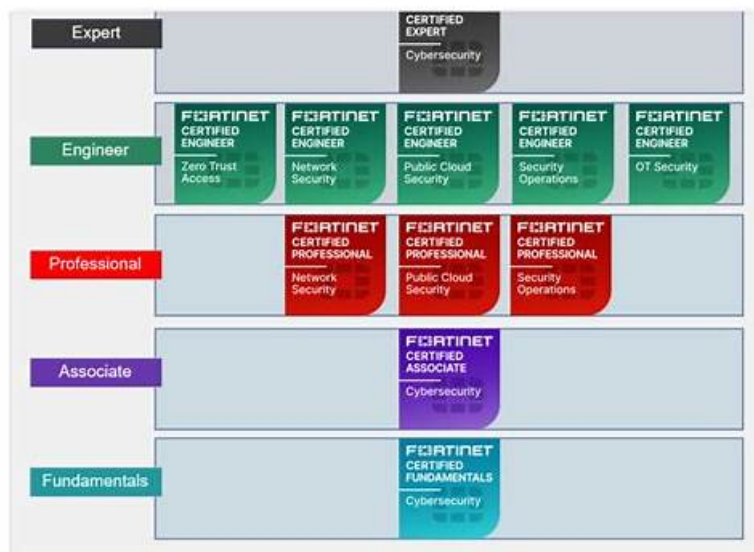 Expert
CERTIFIED
EXPERT
Cybersecurity
Engineer
FORTINET
CERTIFIED
ENGINEER
Zero Trust
Access
FORTINET
CERTIFIED
ENGINEER
Network
Security
FORTINET
CERTIFIED
ENGINEER
Public Cloud
Security
FORTINET
CERTIFIED
ENGINEER
Security
Operations
FORTINET
CERTIFIED
ENGINEER
OT Security
Professional
FORTINET
CERTIFIED
PROFESSIONAL
Network
Security
FORTINET
CERTIFIED
PROFESSIONAL
Public Cloud
Security
FORTINET
CERTIFIED
PROFESSIONAL
Security
Operations
Associate
FORTINET
CERTIFIED
ASSOCIATE
Cybersecurity
Fundamentals
FORTINET
CERTIFIED
FUNDAMENTALS
Cybersecurity